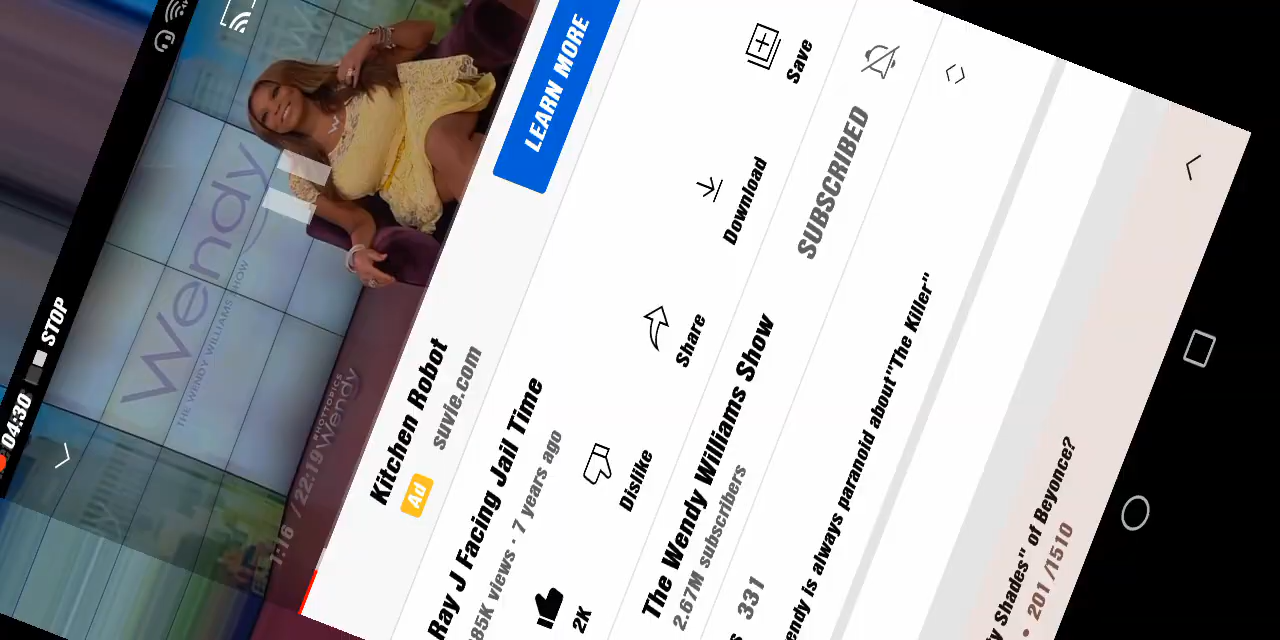 04:30 STOP
Wendy
THE WENDY WILLIAMS SHOW
#HOTTOPICS
Wendy
1:16 / 22:19
Kitchen Robot
Ad suvie.com
LEARN MORE
Ray J Facing Jail Time
85K views · 7 years ago
2K
Dislike
Share
Download
Save
The Wendy Williams Show
2.67M subscribers
SUBSCRIBED
331
endy is always paranoid about "The Killer"
y Shades" of Beyonce?
• 201 /1510